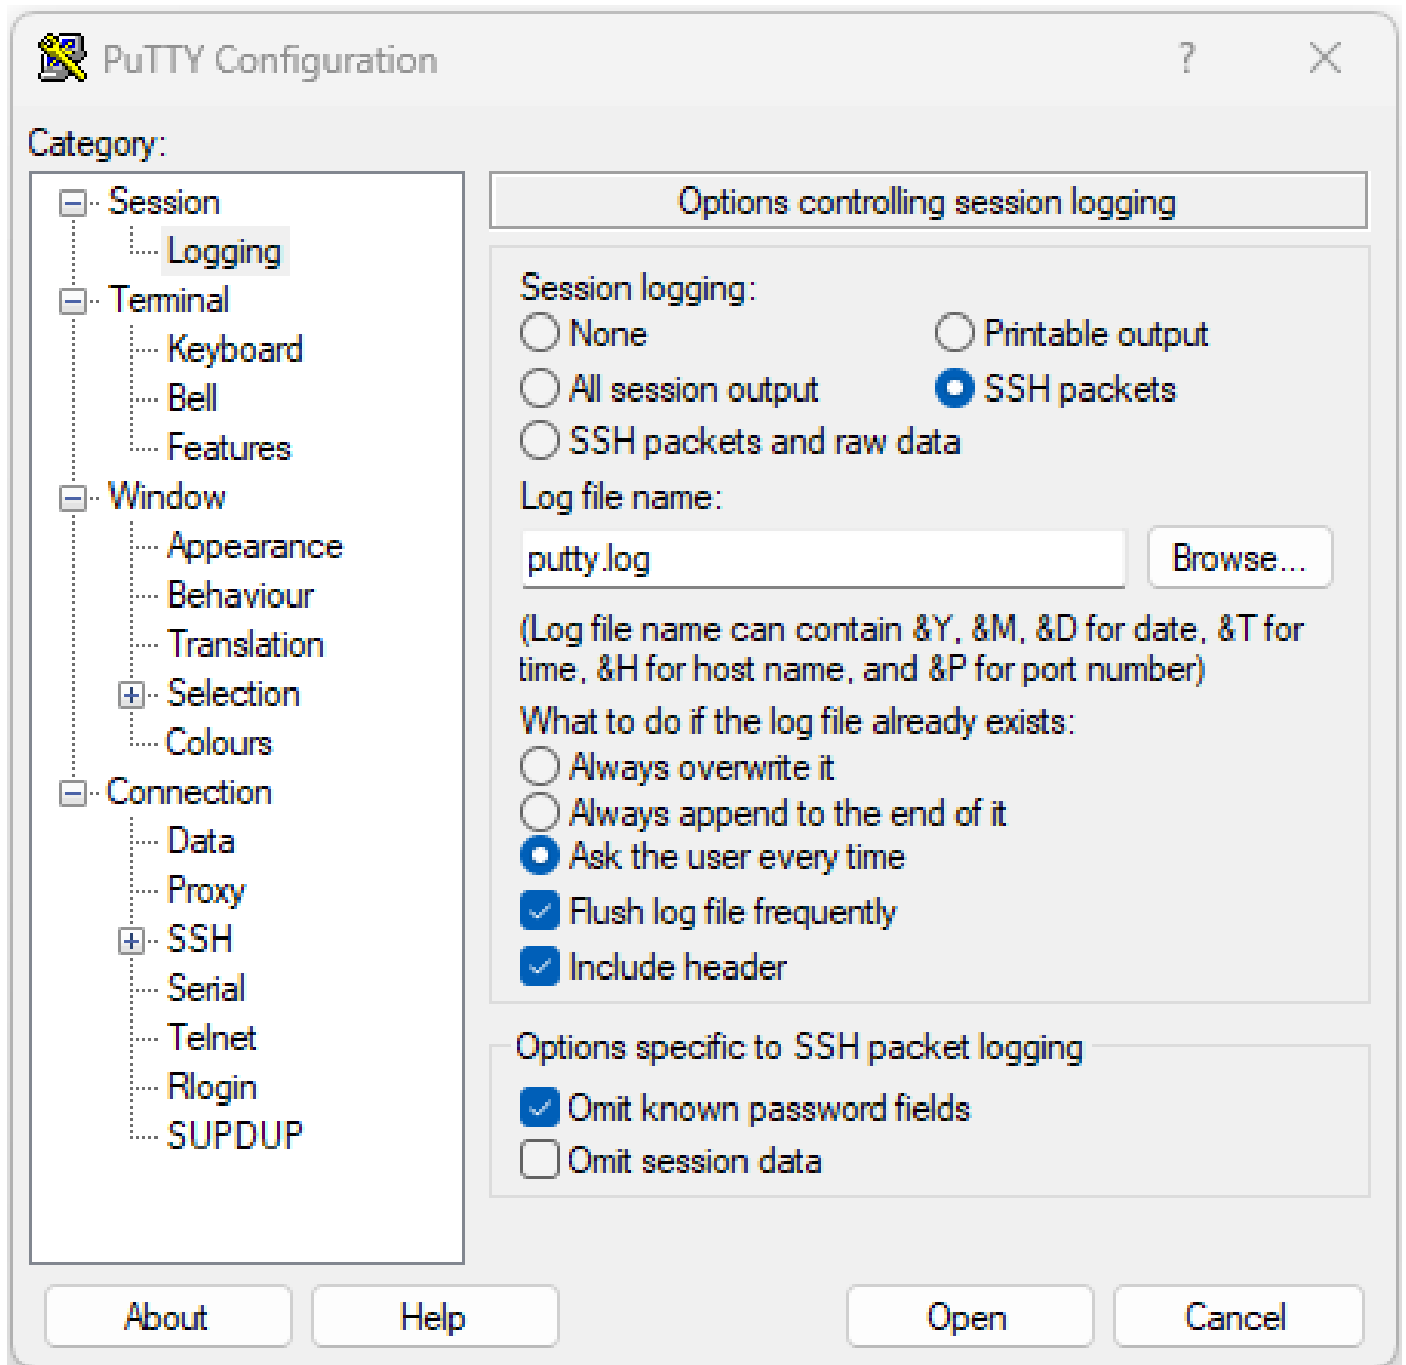 PuTTY Configuration
?
Category:
Session
Logging
Terminal
Keyboard
Bell
Features
Window
Appearance
Behaviour
Translation
Selection
Colours
Connection
Data
Proxy
SSH
Serial
Telnet
Rlogin
SUPDUP
Options controlling session logging
Session logging:
None
Printable output
All session output
SSH packets
SSH packets and raw data
Log file name:
putty.log
Browse...
(Log file name can contain &Y, &M, &D for date, &T for
time, &H for host name, and &P for port number)
What to do if the log file already exists:
Always overwrite it
Always append to the end of it
Ask the user every time
Flush log file frequently
Include header
Options specific to SSH packet logging
Omit known password fields
Omit session data
About
Help
Open
Cancel